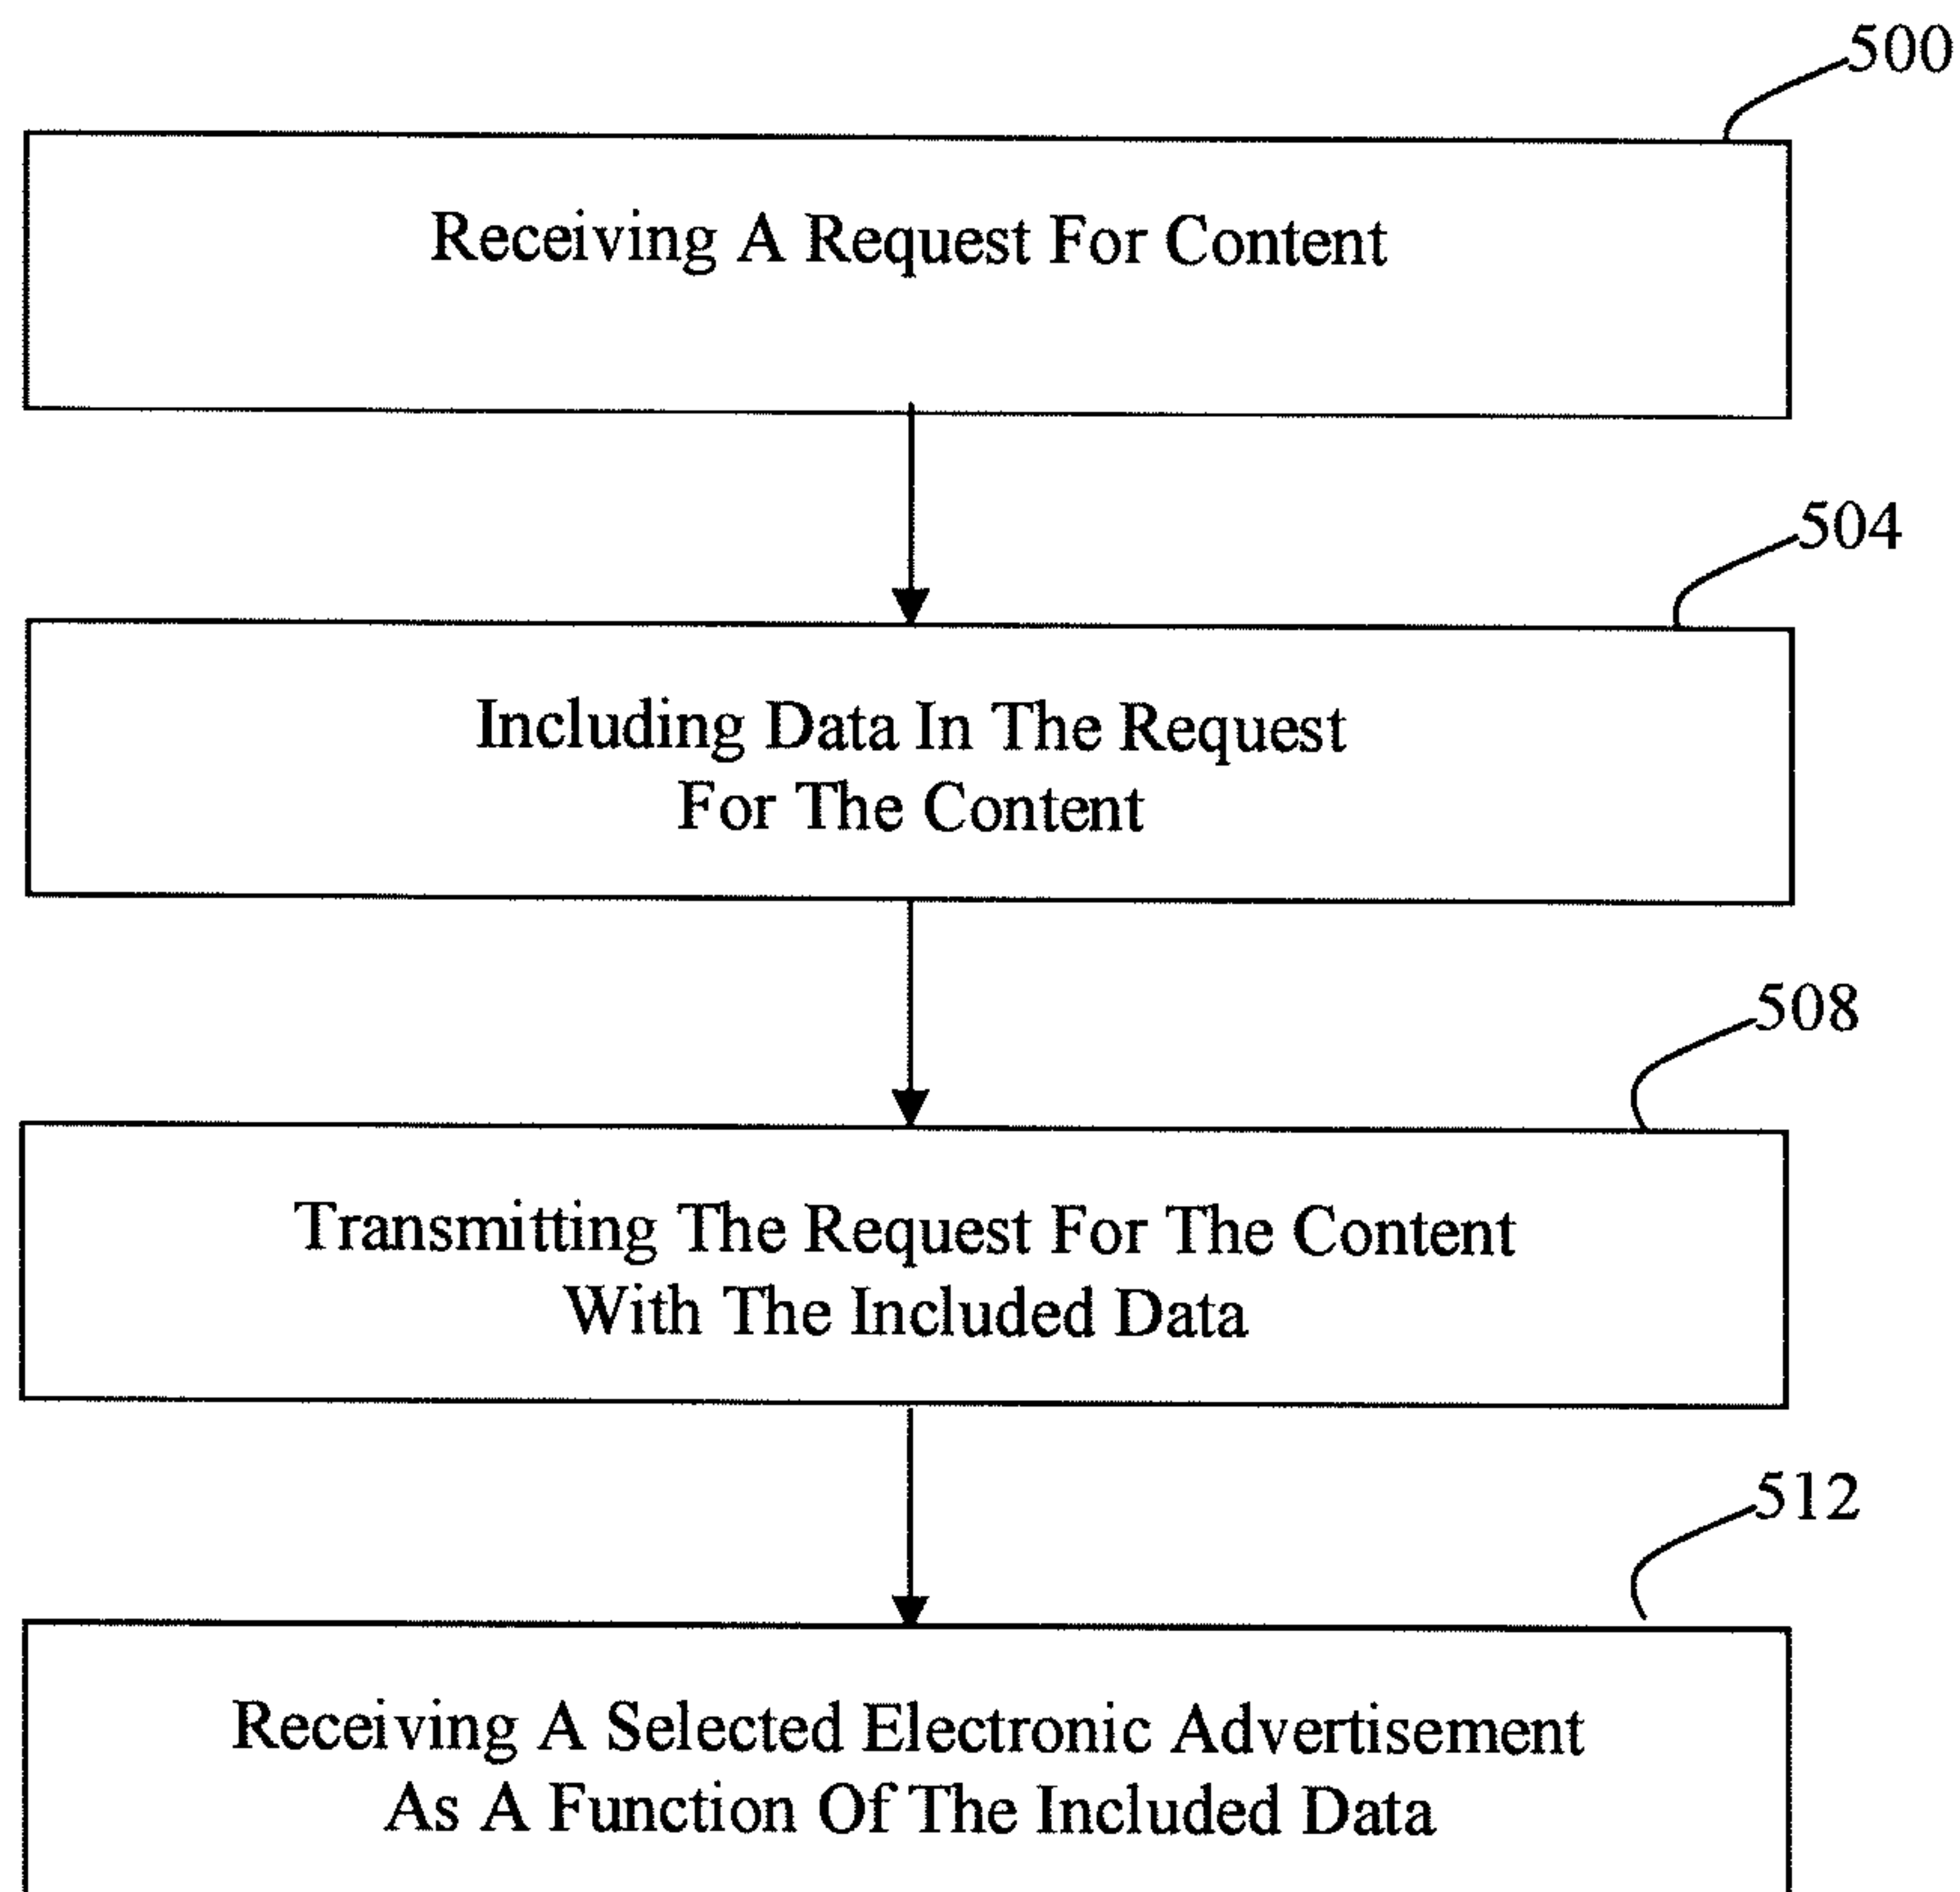 500
Receiving A Request For Content
504
Including Data In The Request
For The Content
508
Transmitting The Request For The Content
With The Included Data
512
Receiving A Selected Electronic Advertisement
As A Function Of The Included Data